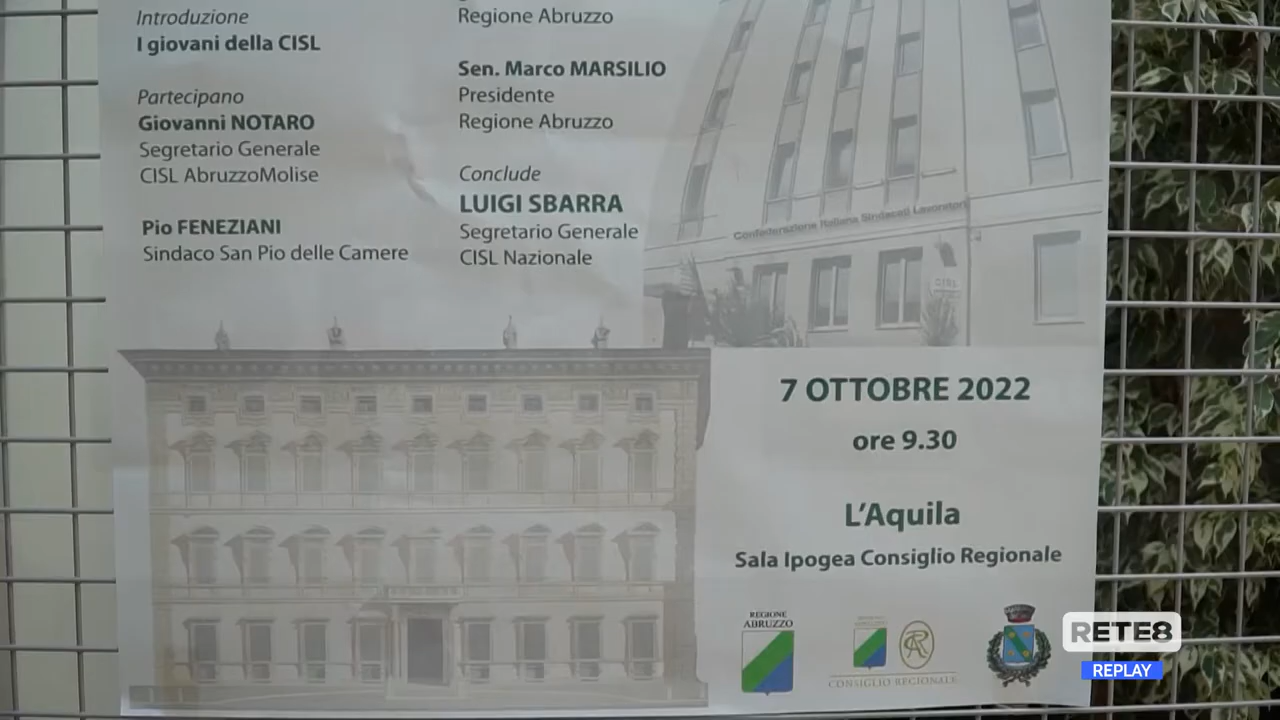 Introduzione
I giovani della CISL
Partecipano
Giovanni NOTARO
Segretario Generale
CISL AbruzzoMolise
Pio FENEZIANI
Sindaco San Pio delle Camere
Regione Abruzzo
Sen. Marco MARSILIO
Presidente
Regione Abruzzo
Conclude
LUIGI SBARRA
Segretario Generale
CISL Nazionale
Confederazione Italiana Sindacati Lavoratori
CISL
7 OTTOBRE 2022
ore 9.30
L'Aquila
Sala Ipogea Consiglio Regionale
REGIONE
ABRUZZO
CONSIGLIO REGIONALE
RETE8
REPLAY